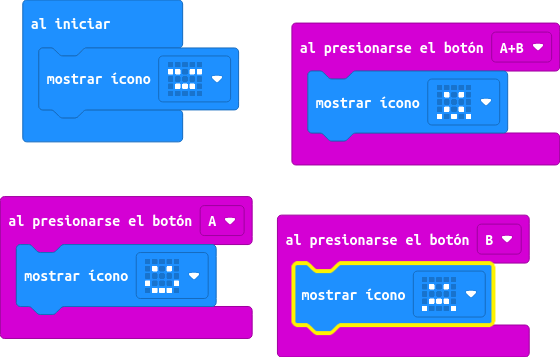 al iniciar
mostrar ícono
al presionarse el botón A+B
mostrar ícono
al presionarse el botón A
mostrar ícono
al presionarse el botón B
mostrar ícono